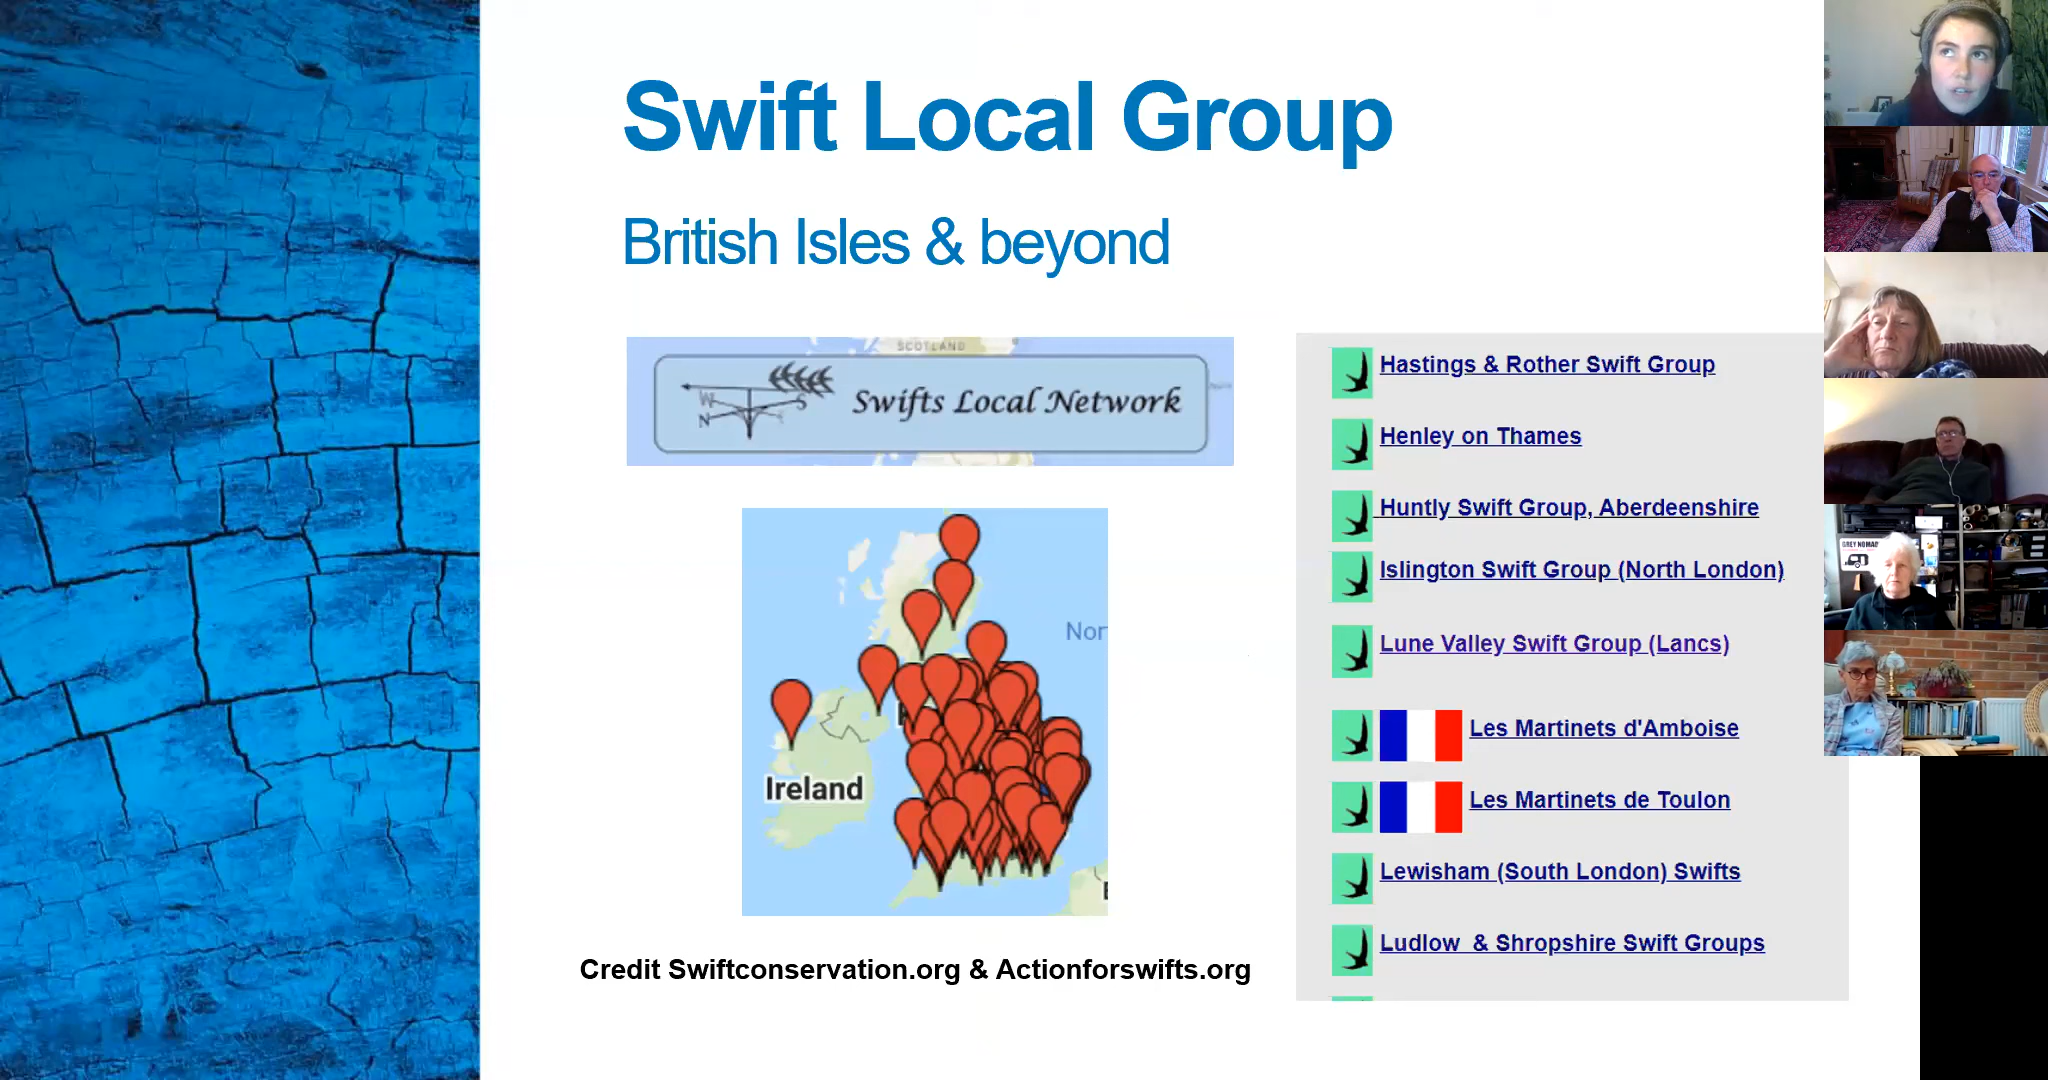 Swift Local Group
British Isles & beyond
SCOTLAND
W
S
N
Swifts Local Network
Nor
Ireland
Credit Swiftconservation.org & Actionforswifts.org
Hastings & Rother Swift Group
Henley on Thames
Huntly Swift Group, Aberdeenshire
Islington Swift Group (North London)
Lune Valley Swift Group (Lancs)
Les Martinets d'Amboise
Les Martinets de Toulon
Lewisham (South London) Swifts
Ludlow & Shropshire Swift Groups
GREY NOMAD